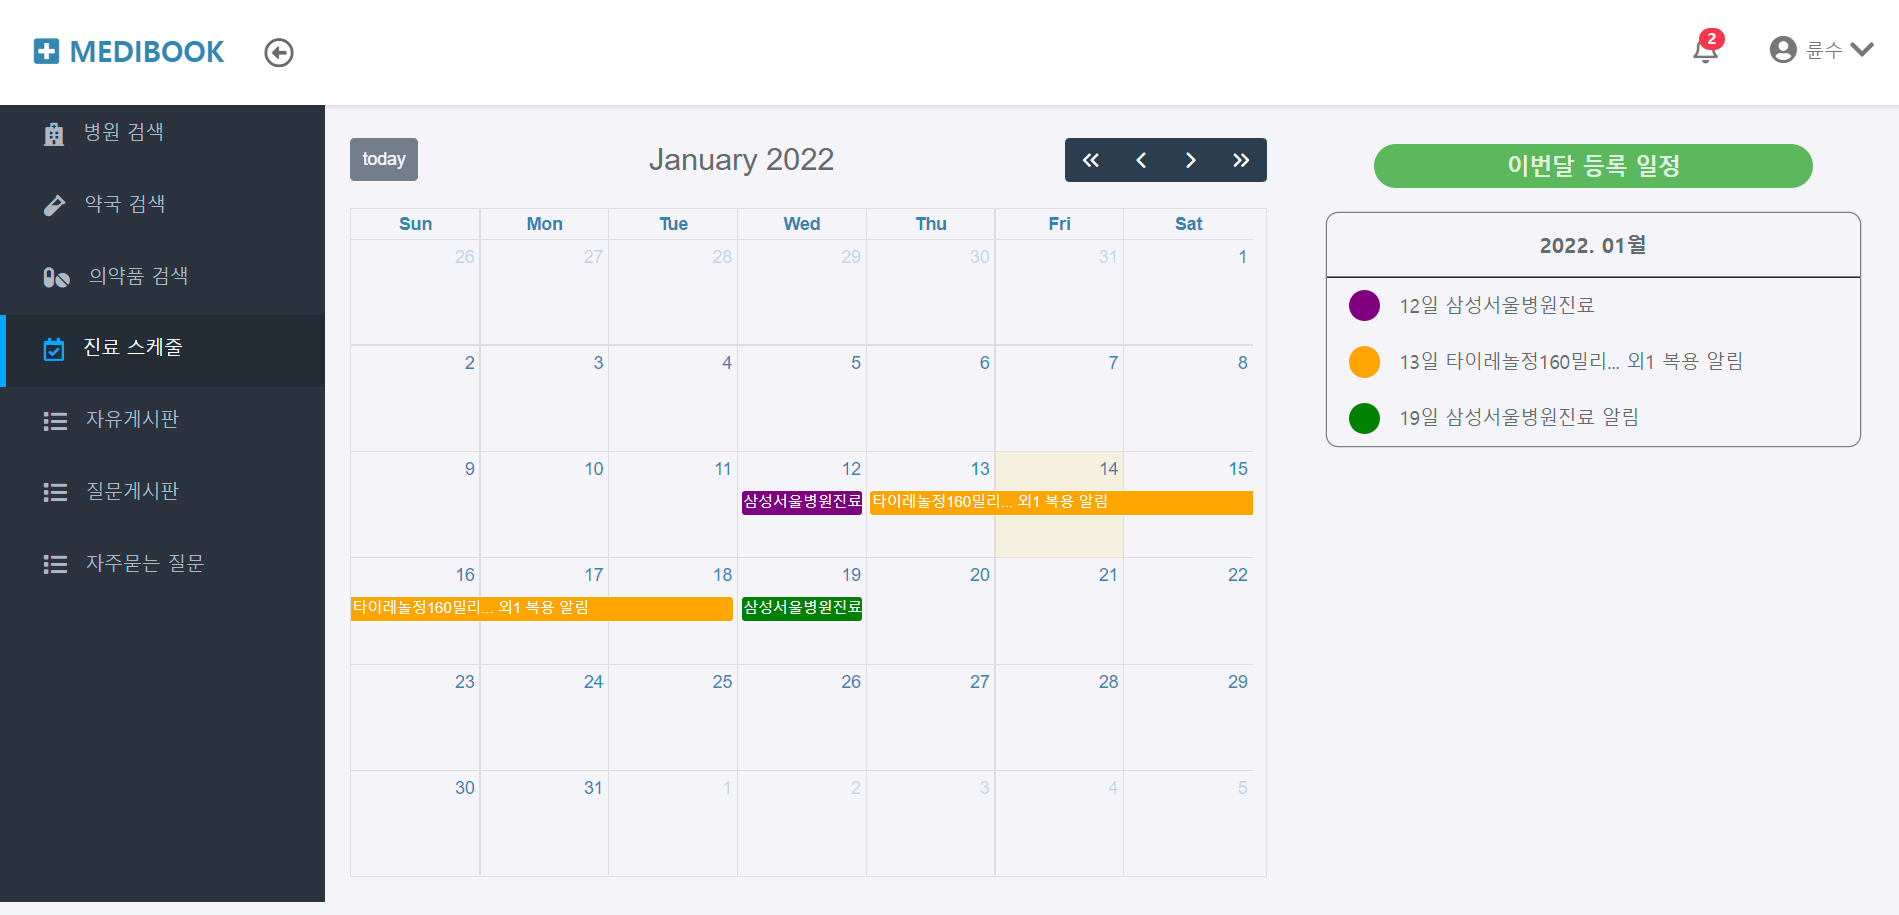 MEDIBOOK
2
륜수
병원 검색
약국 검색
의약품 검색
진료 스케줄
자유게시판
질문게시판
자주묻는 질문
today
January 2022
Sun Mon Tue Wed Thu Fri Sat
26 27 28 29 30 31 1
2 3 4 5 6 7 8
9 10 11 12 13 14 15
삼성서울병원진료 타이레놀정160밀리... 외1 복용 알림
16 17 18 19 20 21 22
타이레놀정160밀리... 외1 복용 알림 삼성서울병원진료
23 24 25 26 27 28 29
30 31 1 2 3 4 5
이번달 등록 일정
2022. 01월
12일 삼성서울병원진료
13일 타이레놀정160밀리... 외1 복용 알림
19일 삼성서울병원진료 알림